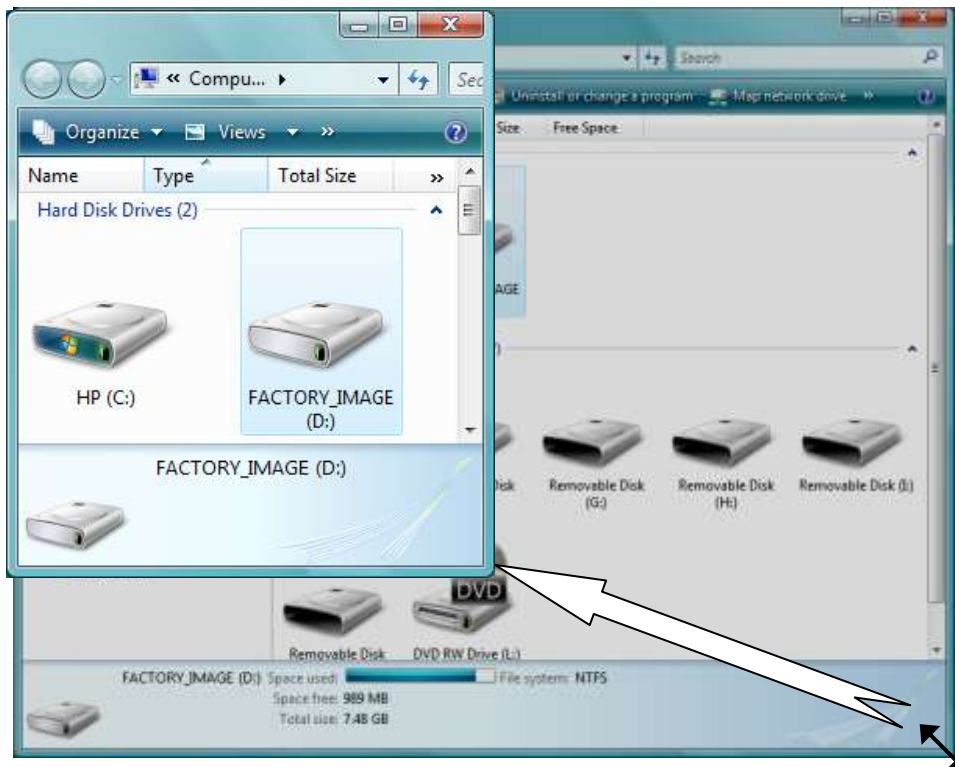 « Compu...
Sec
Organize
Views
»
Name
Type
Total Size
»
Hard Disk Drives (2)
HP (C:)
FACTORY_IMAGE
(D:)
FACTORY_IMAGE (D:)
Search
Uninstall or change a program
Map network drive
»
Size
Free Space
AGE
)
Disk
Removable Disk
(G:)
Removable Disk
(H:)
Removable Disk (I:)
DVD
Removable Disk
DVD RW Drive (L:)
FACTORY_IMAGE (D:)
Space used:
File system: NTFS
Space free: 989 MB
Total size: 7.48 GB